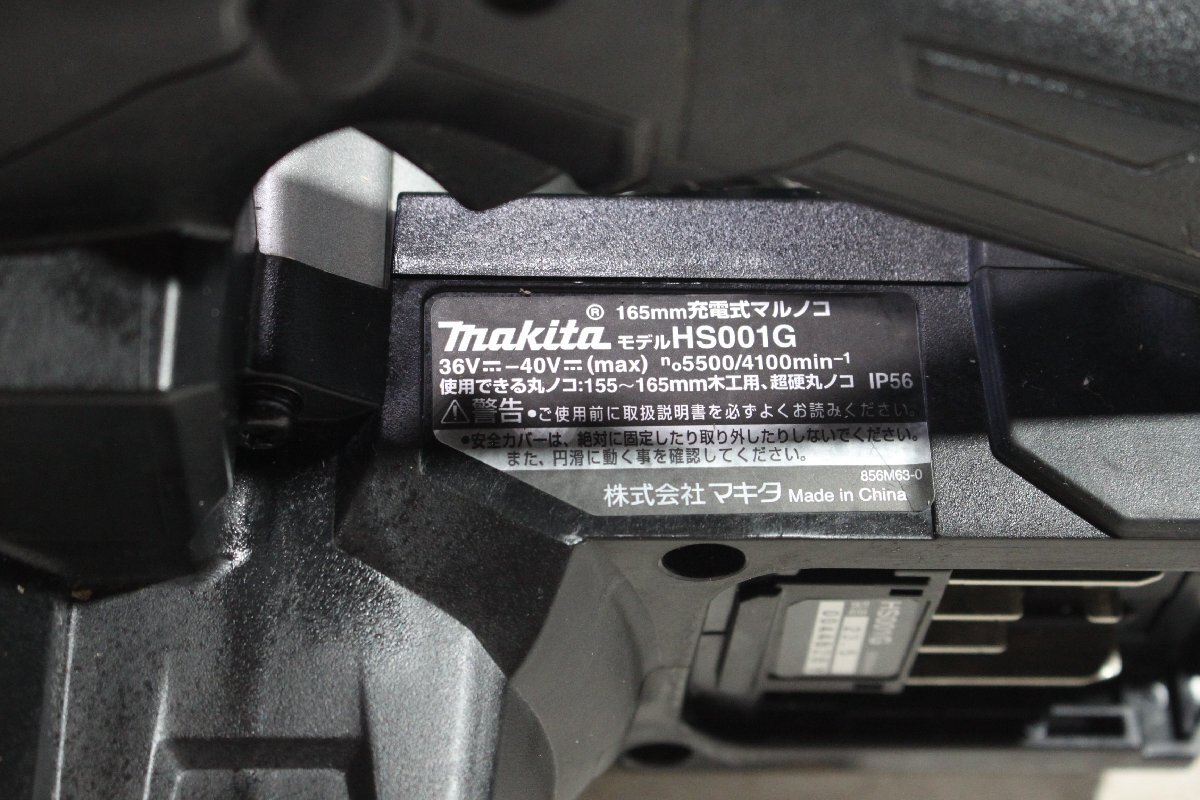 ® 165mm充電式マルノコ
makita モデルHS001G
36V⎓-40V⎓(max) n₀5500/4100min⁻¹
使用できる丸ノコ:155～165mm木工用、超硬丸ノコ IP56
⚠警告 ●ご使用前に取扱説明書を必ずよくお読みください。
●安全カバーは、絶対に固定したり取り外したりしないでください。
また、円滑に動く事を確認してください。
856M63-0
株式会社マキタ Made in China
HS001G